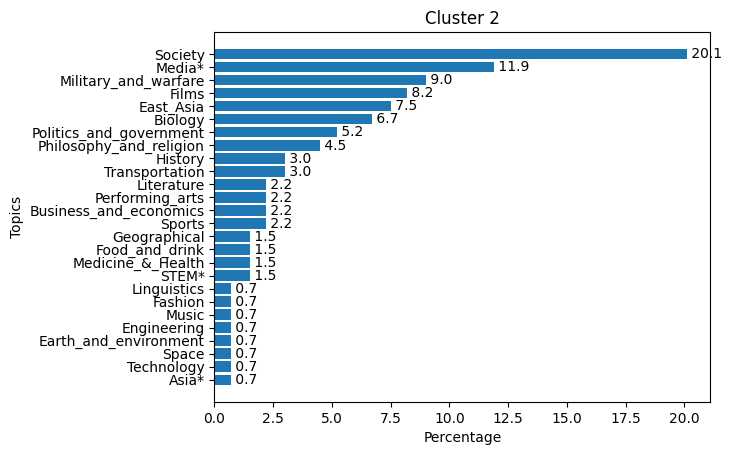 Cluster 2
Society 20.1
Media* 11.9
Military_and_warfare 9.0
Films 8.2
East_Asia 7.5
Biology 6.7
Politics_and_government 5.2
Philosophy_and_religion 4.5
History 3.0
Transportation 3.0
Literature 2.2
Performing_arts 2.2
Business_and_economics 2.2
Sports 2.2
Geographical 1.5
Food_and_drink 1.5
Medicine_&_Health 1.5
STEM* 1.5
Linguistics 0.7
Fashion 0.7
Music 0.7
Engineering 0.7
Earth_and_environment 0.7
Space 0.7
Technology 0.7
Asia* 0.7
Topics
0.0 2.5 5.0 7.5 10.0 12.5 15.0 17.5 20.0
Percentage